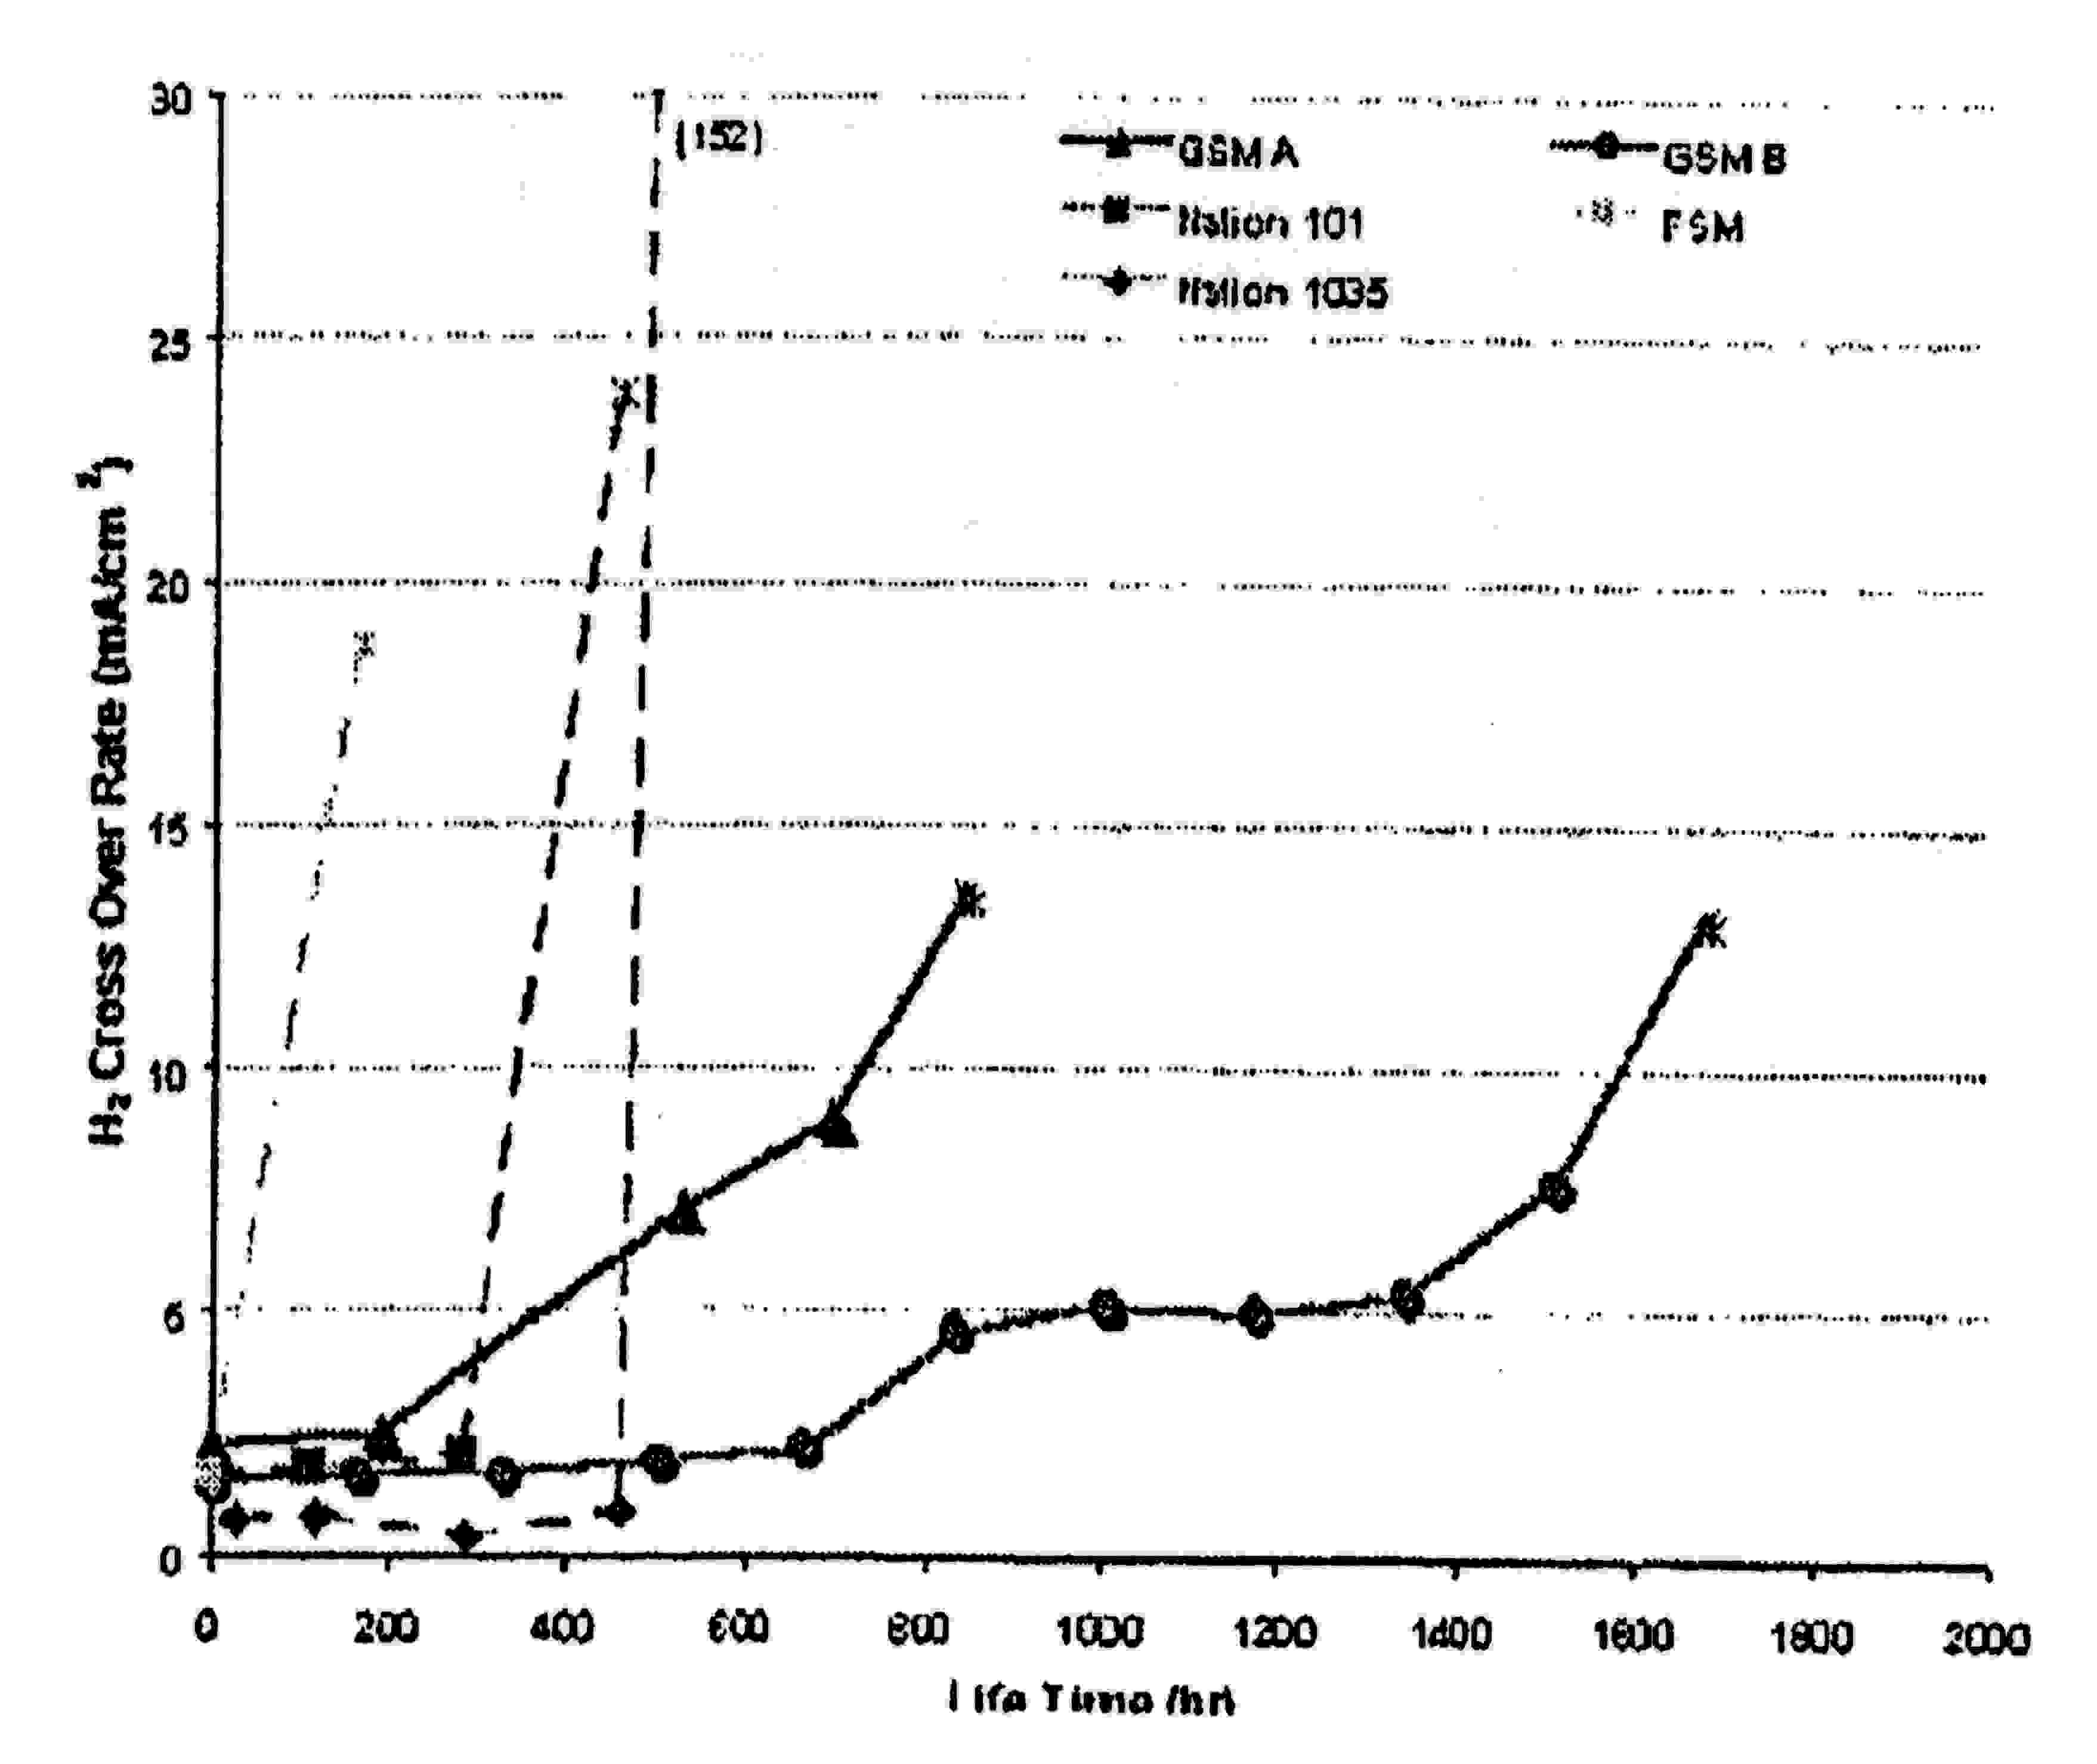 30
(152)
GSM A
GSM B
Nafion 101
FSM
Nafion 1035
25
20
15
10
5
0
H₂ Cross Over Rate (mA/cm²)
0 200 400 600 800 1000 1200 1400 1600 1800 2000
Life Time (hr)